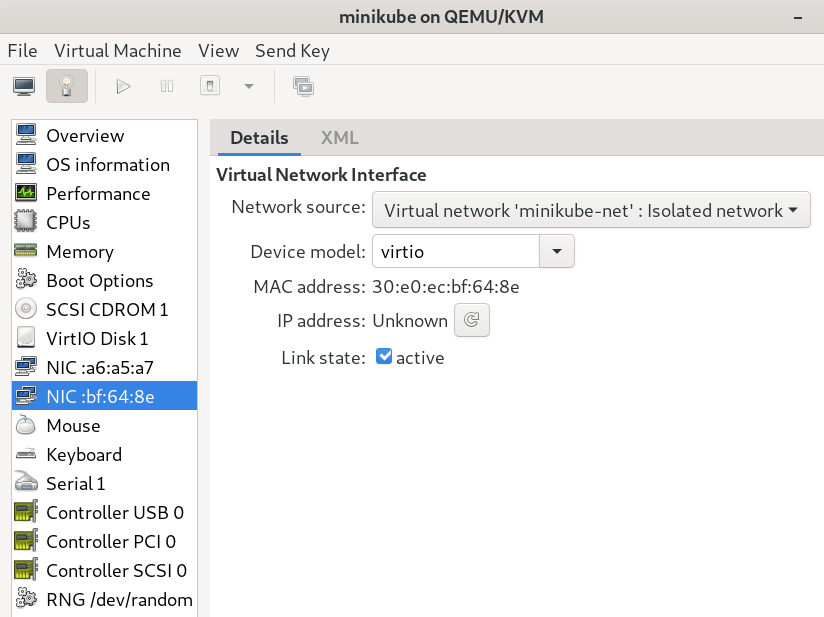 minikube on QEMU/KVM
File Virtual Machine View Send Key
Overview
OS information
Performance
CPUs
Memory
Boot Options
SCSI CDROM 1
VirtIO Disk 1
NIC :a6:a5:a7
NIC :bf:64:8e
Mouse
Keyboard
Serial 1
Controller USB 0
Controller PCI 0
Controller SCSI 0
RNG /dev/random
Details XML
Virtual Network Interface
Network source: Virtual network 'minikube-net' : Isolated network
Device model: virtio
MAC address: 30:e0:ec:bf:64:8e
IP address: Unknown
Link state: active